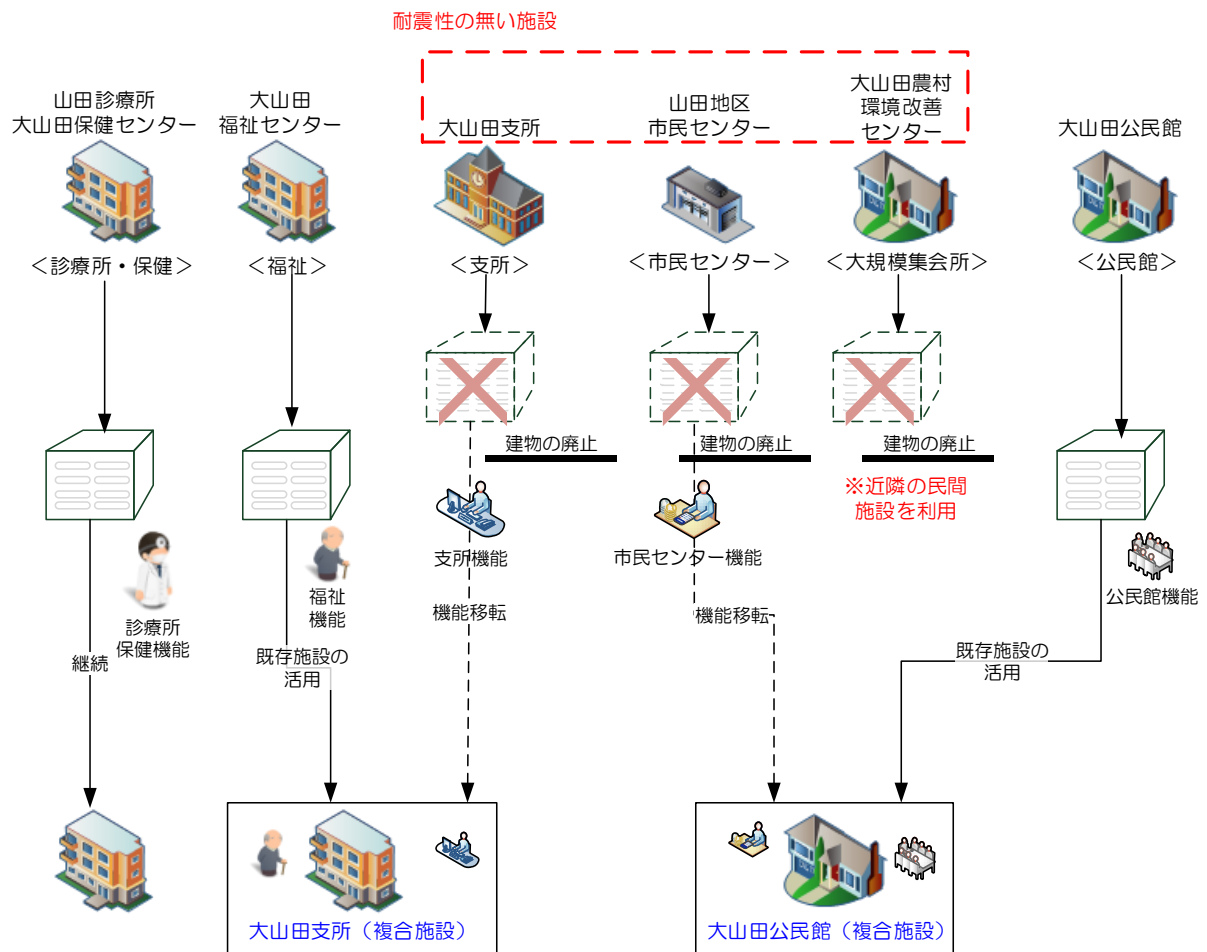 耐震性の無い施設
山田診療所
大山田保健センター
大山田
福祉センター
大山田支所
山田地区
市民センター
大山田農村
環境改善
センター
大山田公民館
＜診療所・保健＞
＜福祉＞
＜支所＞
＜市民センター＞
＜大規模集会所＞
＜公民館＞
建物の廃止
建物の廃止
建物の廃止
※近隣の民間
施設を利用
診療所
保健機能
福祉
機能
支所機能
市民センター機能
公民館機能
継続
既存施設の
活用
機能移転
機能移転
既存施設の
活用
大山田支所（複合施設）
大山田公民館（複合施設）